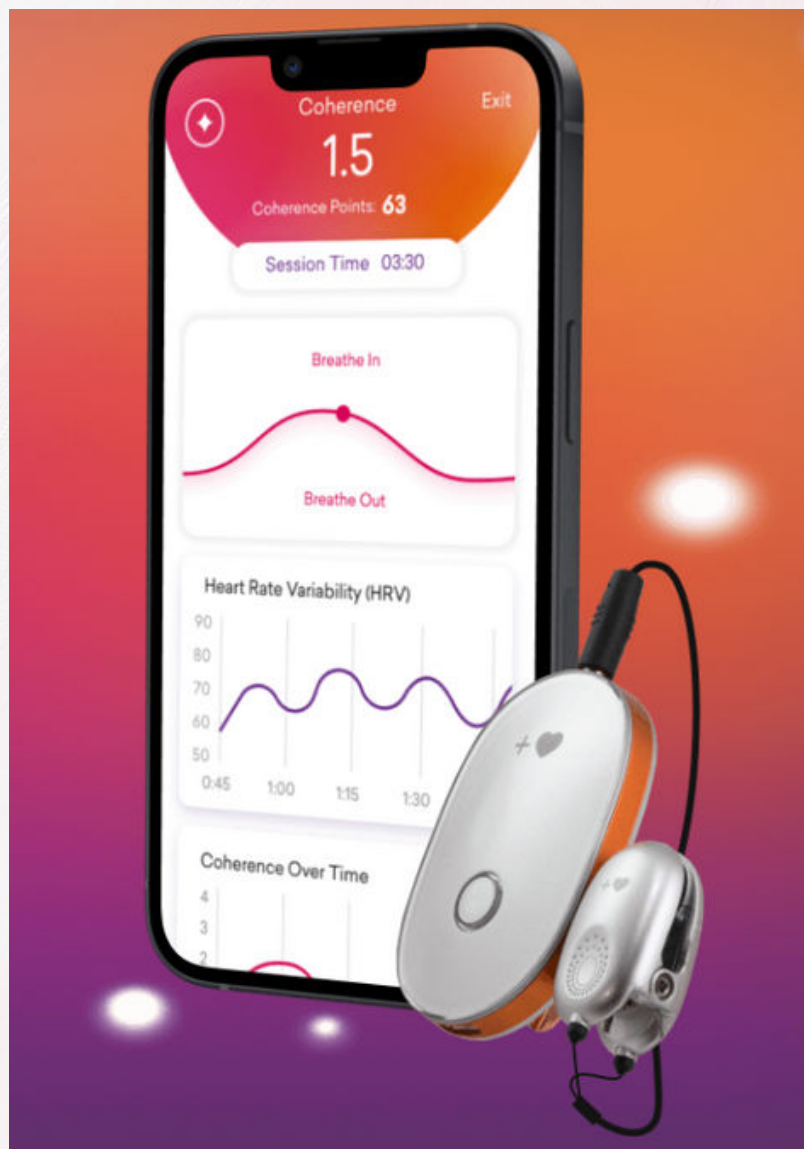 Coherence
Exit
1.5
Coherence Points: 63
Session Time 03:30
Breathe In
Breathe Out
Heart Rate Variability (HRV)
90
80
70
60
50
0:45 1:00 1:15 1:30
Coherence Over Time
4
3
2